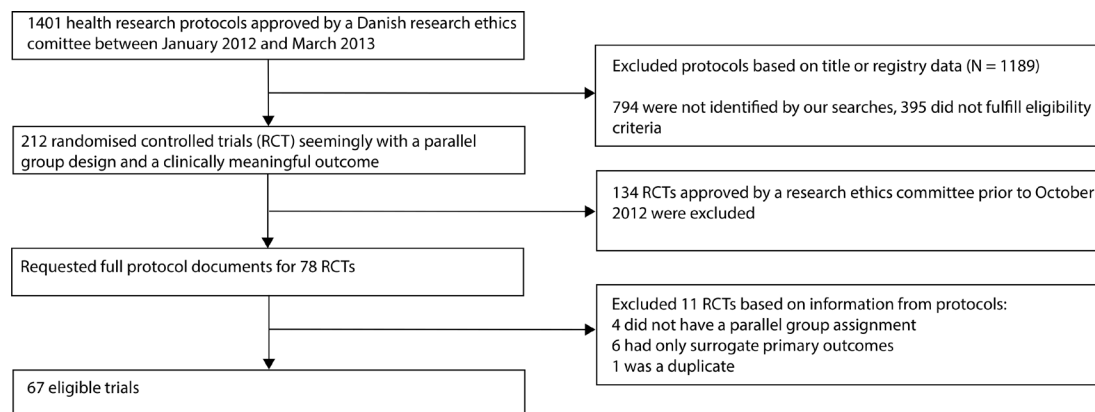 1401 health research protocols approved by a Danish research ethics
comittee between January 2012 and March 2013
Excluded protocols based on title or registry data (N = 1189)
794 were not identified by our searches, 395 did not fulfill eligibility
criteria
212 randomised controlled trials (RCT) seemingly with a parallel
group design and a clinically meaningful outcome
134 RCTs approved by a research ethics committee prior to October
2012 were excluded
Requested full protocol documents for 78 RCTs
Excluded 11 RCTs based on information from protocols:
4 did not have a parallel group assignment
6 had only surrogate primary outcomes
1 was a duplicate
67 eligible trials